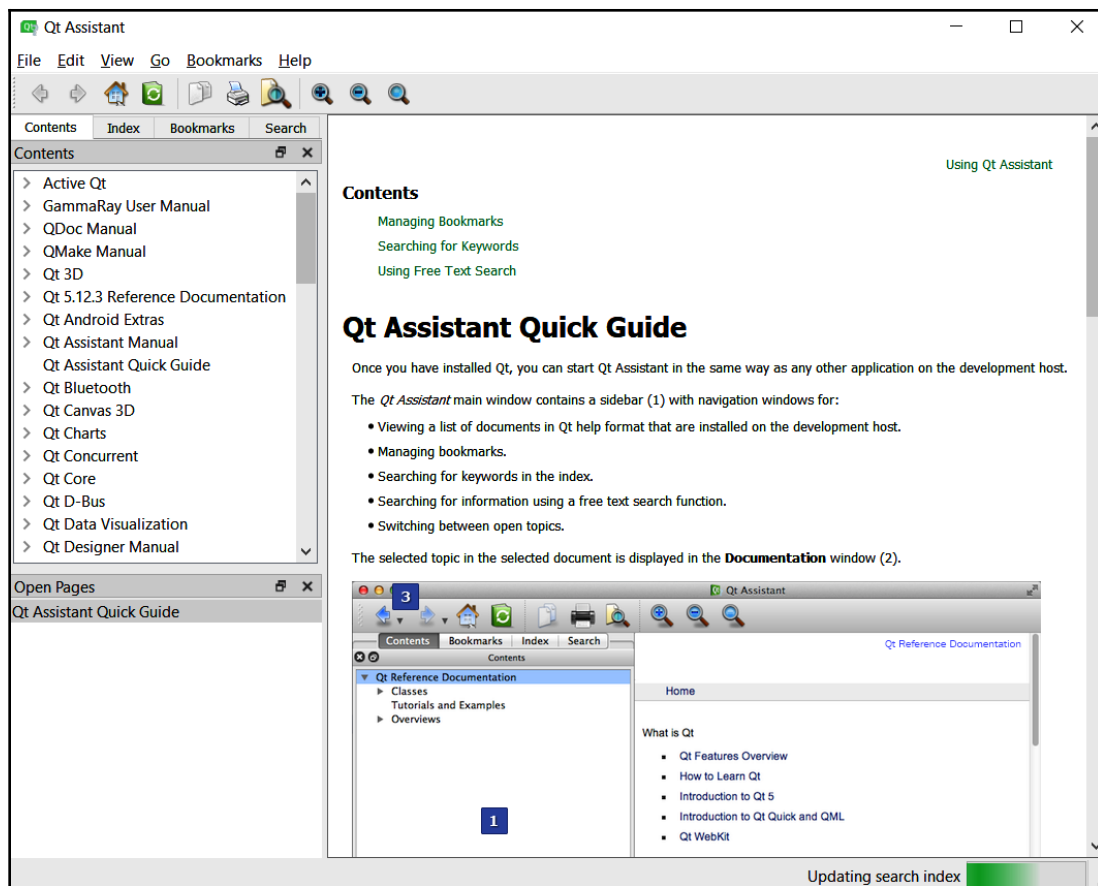 Qt Assistant
File Edit View Go Bookmarks Help
Contents Index Bookmarks Search
Contents
Active Qt
GammaRay User Manual
QDoc Manual
QMake Manual
Qt 3D
Qt 5.12.3 Reference Documentation
Qt Android Extras
Qt Assistant Manual
Qt Assistant Quick Guide
Qt Bluetooth
Qt Canvas 3D
Qt Charts
Qt Concurrent
Qt Core
Qt D-Bus
Qt Data Visualization
Qt Designer Manual
Open Pages
Qt Assistant Quick Guide
Using Qt Assistant
Contents
Managing Bookmarks
Searching for Keywords
Using Free Text Search
Qt Assistant Quick Guide
Once you have installed Qt, you can start Qt Assistant in the same way as any other application on the development host.
The Qt Assistant main window contains a sidebar (1) with navigation windows for:
• Viewing a list of documents in Qt help format that are installed on the development host.
• Managing bookmarks.
• Searching for keywords in the index.
• Searching for information using a free text search function.
• Switching between open topics.
The selected topic in the selected document is displayed in the Documentation window (2).
3
Qt Assistant
Contents Bookmarks Index Search
Contents
Qt Reference Documentation
Classes
Tutorials and Examples
Overviews
1
Qt Reference Documentation
Home
What is Qt
Qt Features Overview
How to Learn Qt
Introduction to Qt 5
Introduction to Qt Quick and QML
Qt WebKit
Updating search index